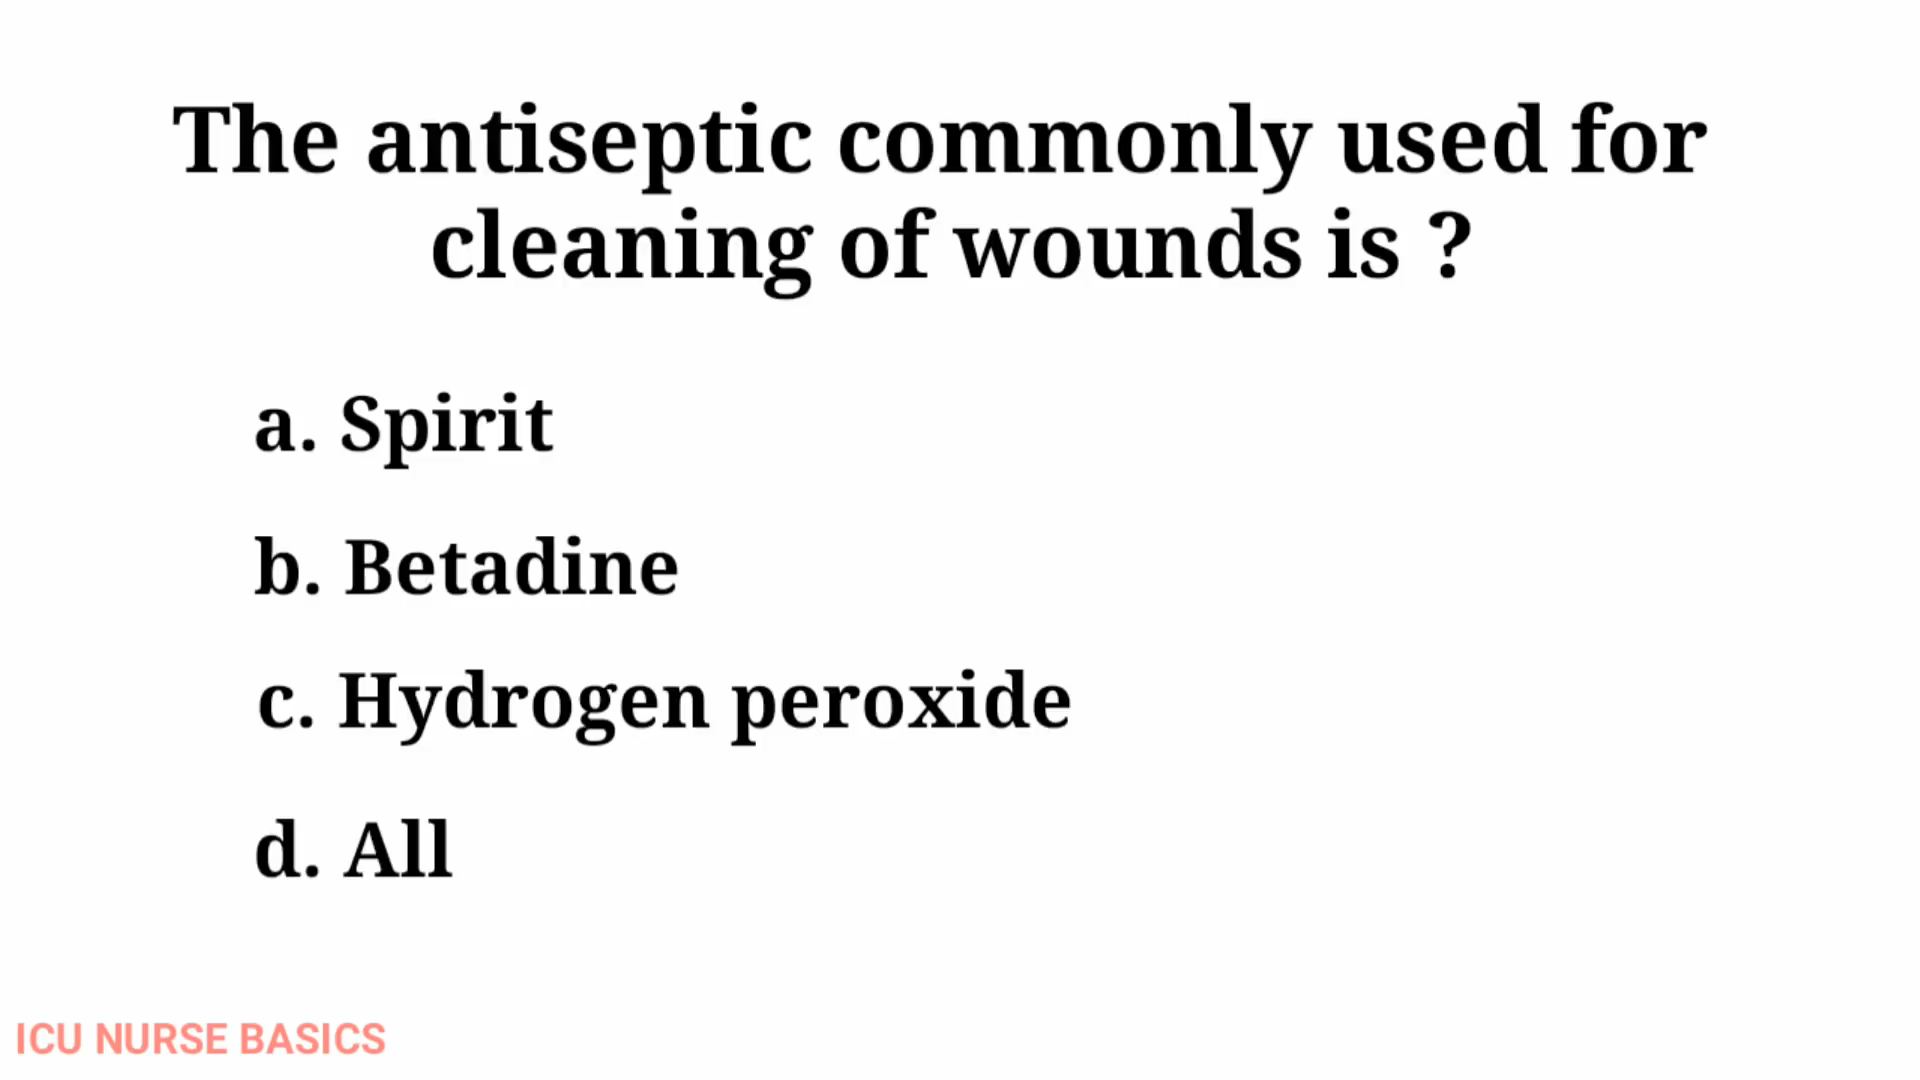 The antiseptic commonly used for
cleaning of wounds is ?
a. Spirit
b. Betadine
c. Hydrogen peroxide
d. All
ICU NURSE BASICS